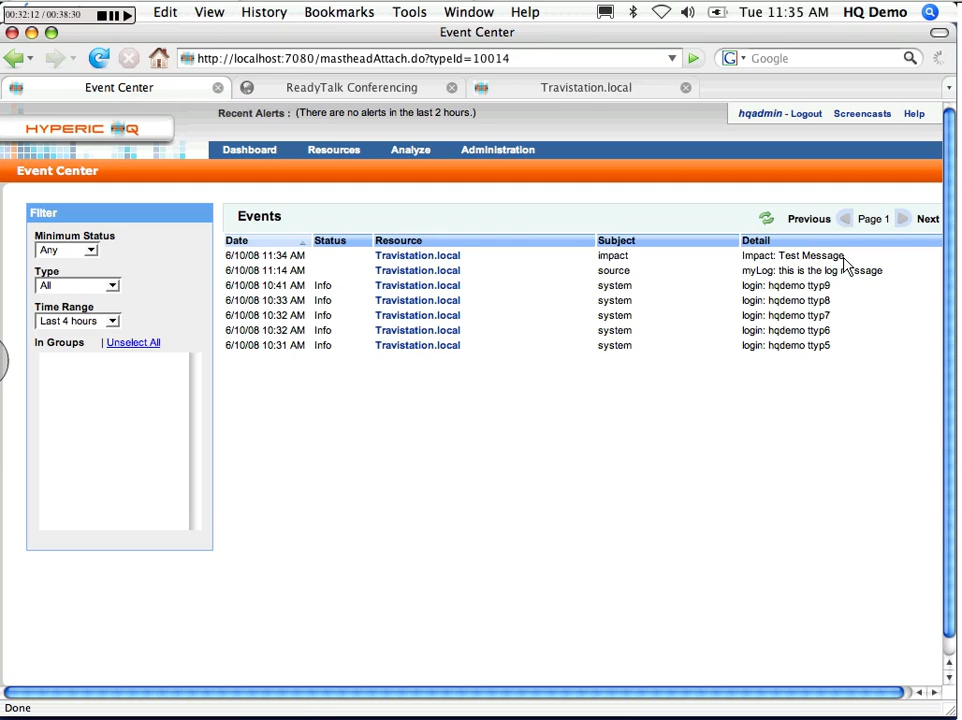 00:32:12 / 00:38:30
Edit View History Bookmarks Tools Window Help Tue 11:35 AM HQ Demo
Event Center
http://localhost:7080/mastheadAttach.do?typeId=10014
G Google
Event Center ReadyTalk Conferencing Travistation.local
Recent Alerts : (There are no alerts in the last 2 hours.) hqadmin - Logout Screencasts Help
HYPERIC HQ
Dashboard Resources Analyze Administration
Event Center
Filter
Minimum Status
Any
Type
All
Time Range
Last 4 hours
In Groups | Unselect All
Events Previous Page 1 Next
Date Status Resource Subject Detail
6/10/08 11:34 AM Travistation.local impact Impact: Test Message
6/10/08 11:14 AM Travistation.local source myLog: this is the log message
6/10/08 10:41 AM Info Travistation.local system login: hqdemo ttyp9
6/10/08 10:33 AM Info Travistation.local system login: hqdemo ttyp8
6/10/08 10:32 AM Info Travistation.local system login: hqdemo ttyp7
6/10/08 10:32 AM Info Travistation.local system login: hqdemo ttyp6
6/10/08 10:31 AM Info Travistation.local system login: hqdemo ttyp5
Done